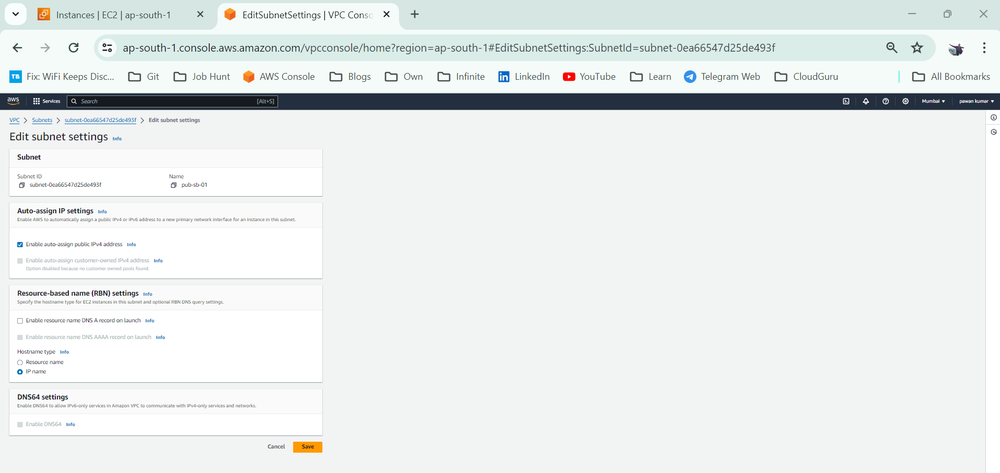 Instances | EC2 | ap-south-1
EditSubnetSettings | VPC Conso
ap-south-1.console.aws.amazon.com/vpcconsole/home?region=ap-south-1#EditSubnetSettings:SubnetId=subnet-0ea66547d25de493f
TB Fix: WiFi Keeps Disc... Git Job Hunt AWS Console Blogs Own Infinite in LinkedIn YouTube Learn Telegram Web CloudGuru All Bookmarks
aws Services Search [Alt+S] Mumbai pawan kumar
VPC Subnets subnet-0ea66547d25de493f Edit subnet settings
Edit subnet settings Info
Subnet
Subnet ID Name
subnet-0ea66547d25de493f pub-sb-01
Auto-assign IP settings Info
Enable AWS to automatically assign a public IPv4 or IPv6 address to a new primary network interface for an instance in this subnet.
Enable auto-assign public IPv4 address Info
Enable auto-assign customer-owned IPv4 address Info
Option disabled because no customer owned pools found.
Resource-based name (RBN) settings Info
Specify the hostname type for EC2 instances in this subnet and optional RBN DNS query settings.
Enable resource name DNS A record on launch Info
Enable resource name DNS AAAA record on launch Info
Hostname type Info
Resource name
IP name
DNS64 settings
Enable DNS64 to allow IPv6-only services in Amazon VPC to communicate with IPv4-only services and networks.
Enable DNS64 Info
Cancel Save